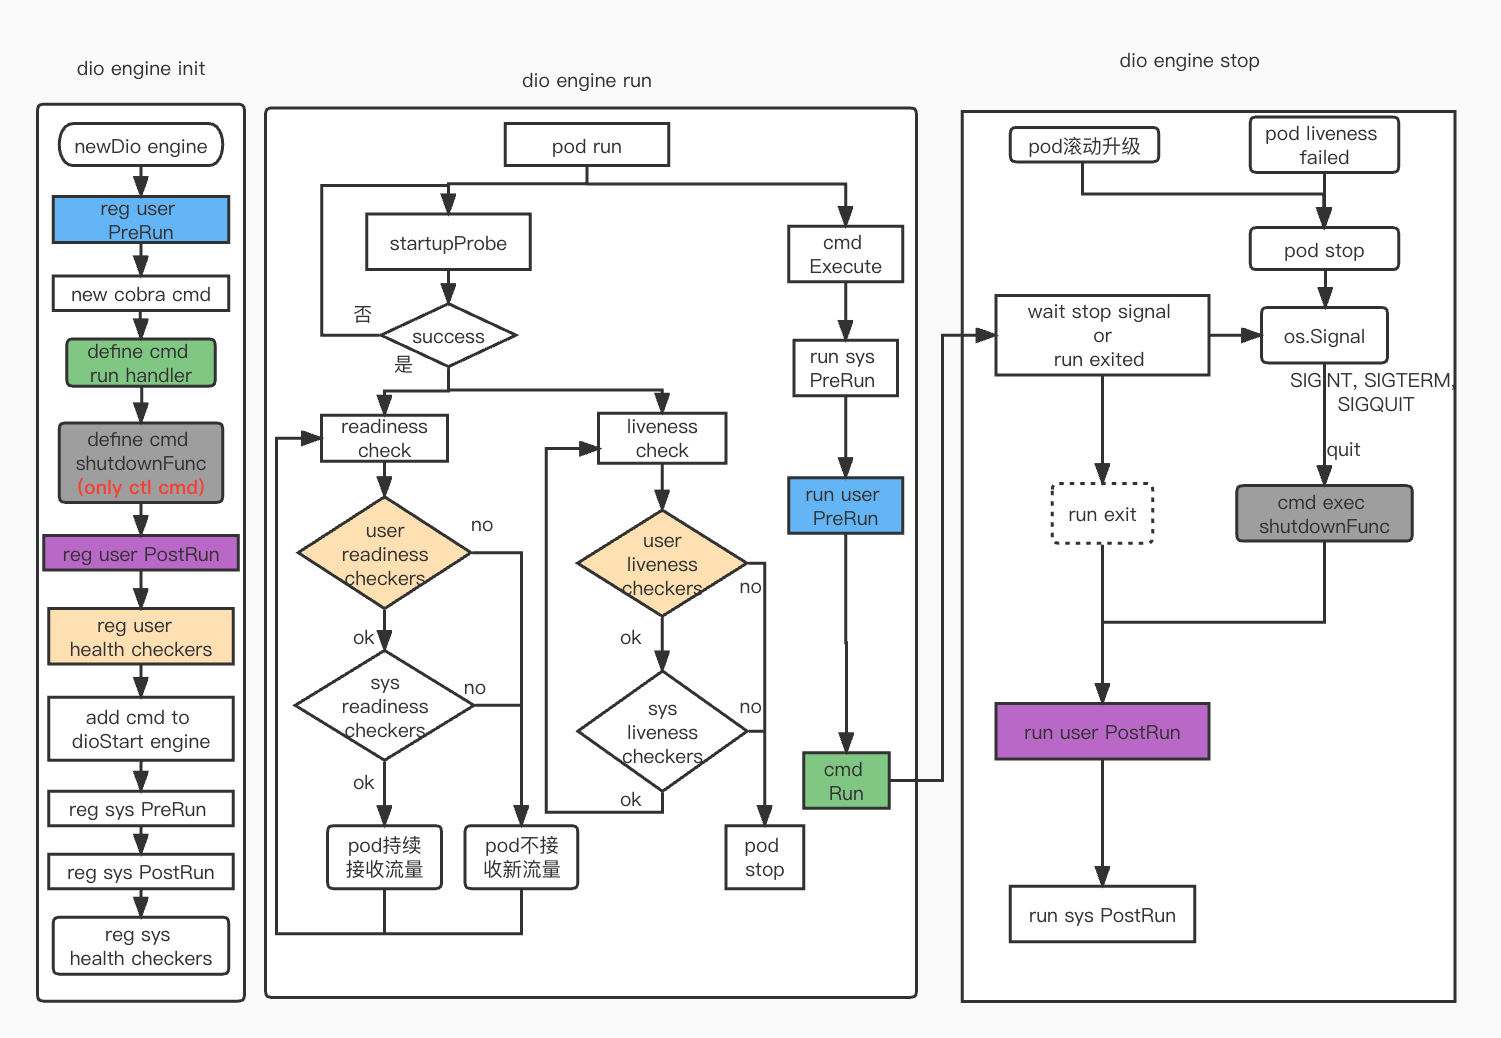 dio engine init
newDio engine
reg user
PreRun
new cobra cmd
define cmd
run handler
define cmd
shutdownFunc
(only ctl cmd)
reg user PostRun
reg user
health checkers
add cmd to
dioStart engine
reg sys PreRun
reg sys PostRun
reg sys
health checkers
dio engine run
pod run
startupProbe
否
success
是
readiness
check
user
readiness
checkers
no
ok
sys
readiness
checkers
no
ok
pod持续
接收流量
pod不接
收新流量
liveness
check
user
liveness
checkers
no
ok
sys
liveness
checkers
no
ok
pod
stop
cmd
Execute
run sys
PreRun
run user
PreRun
cmd
Run
dio engine stop
pod滚动升级
pod liveness
failed
pod stop
wait stop signal
or
run exited
os.Signal
SIGINT, SIGTERM,
SIGQUIT
quit
run exit
cmd exec
shutdownFunc
run user PostRun
run sys PostRun